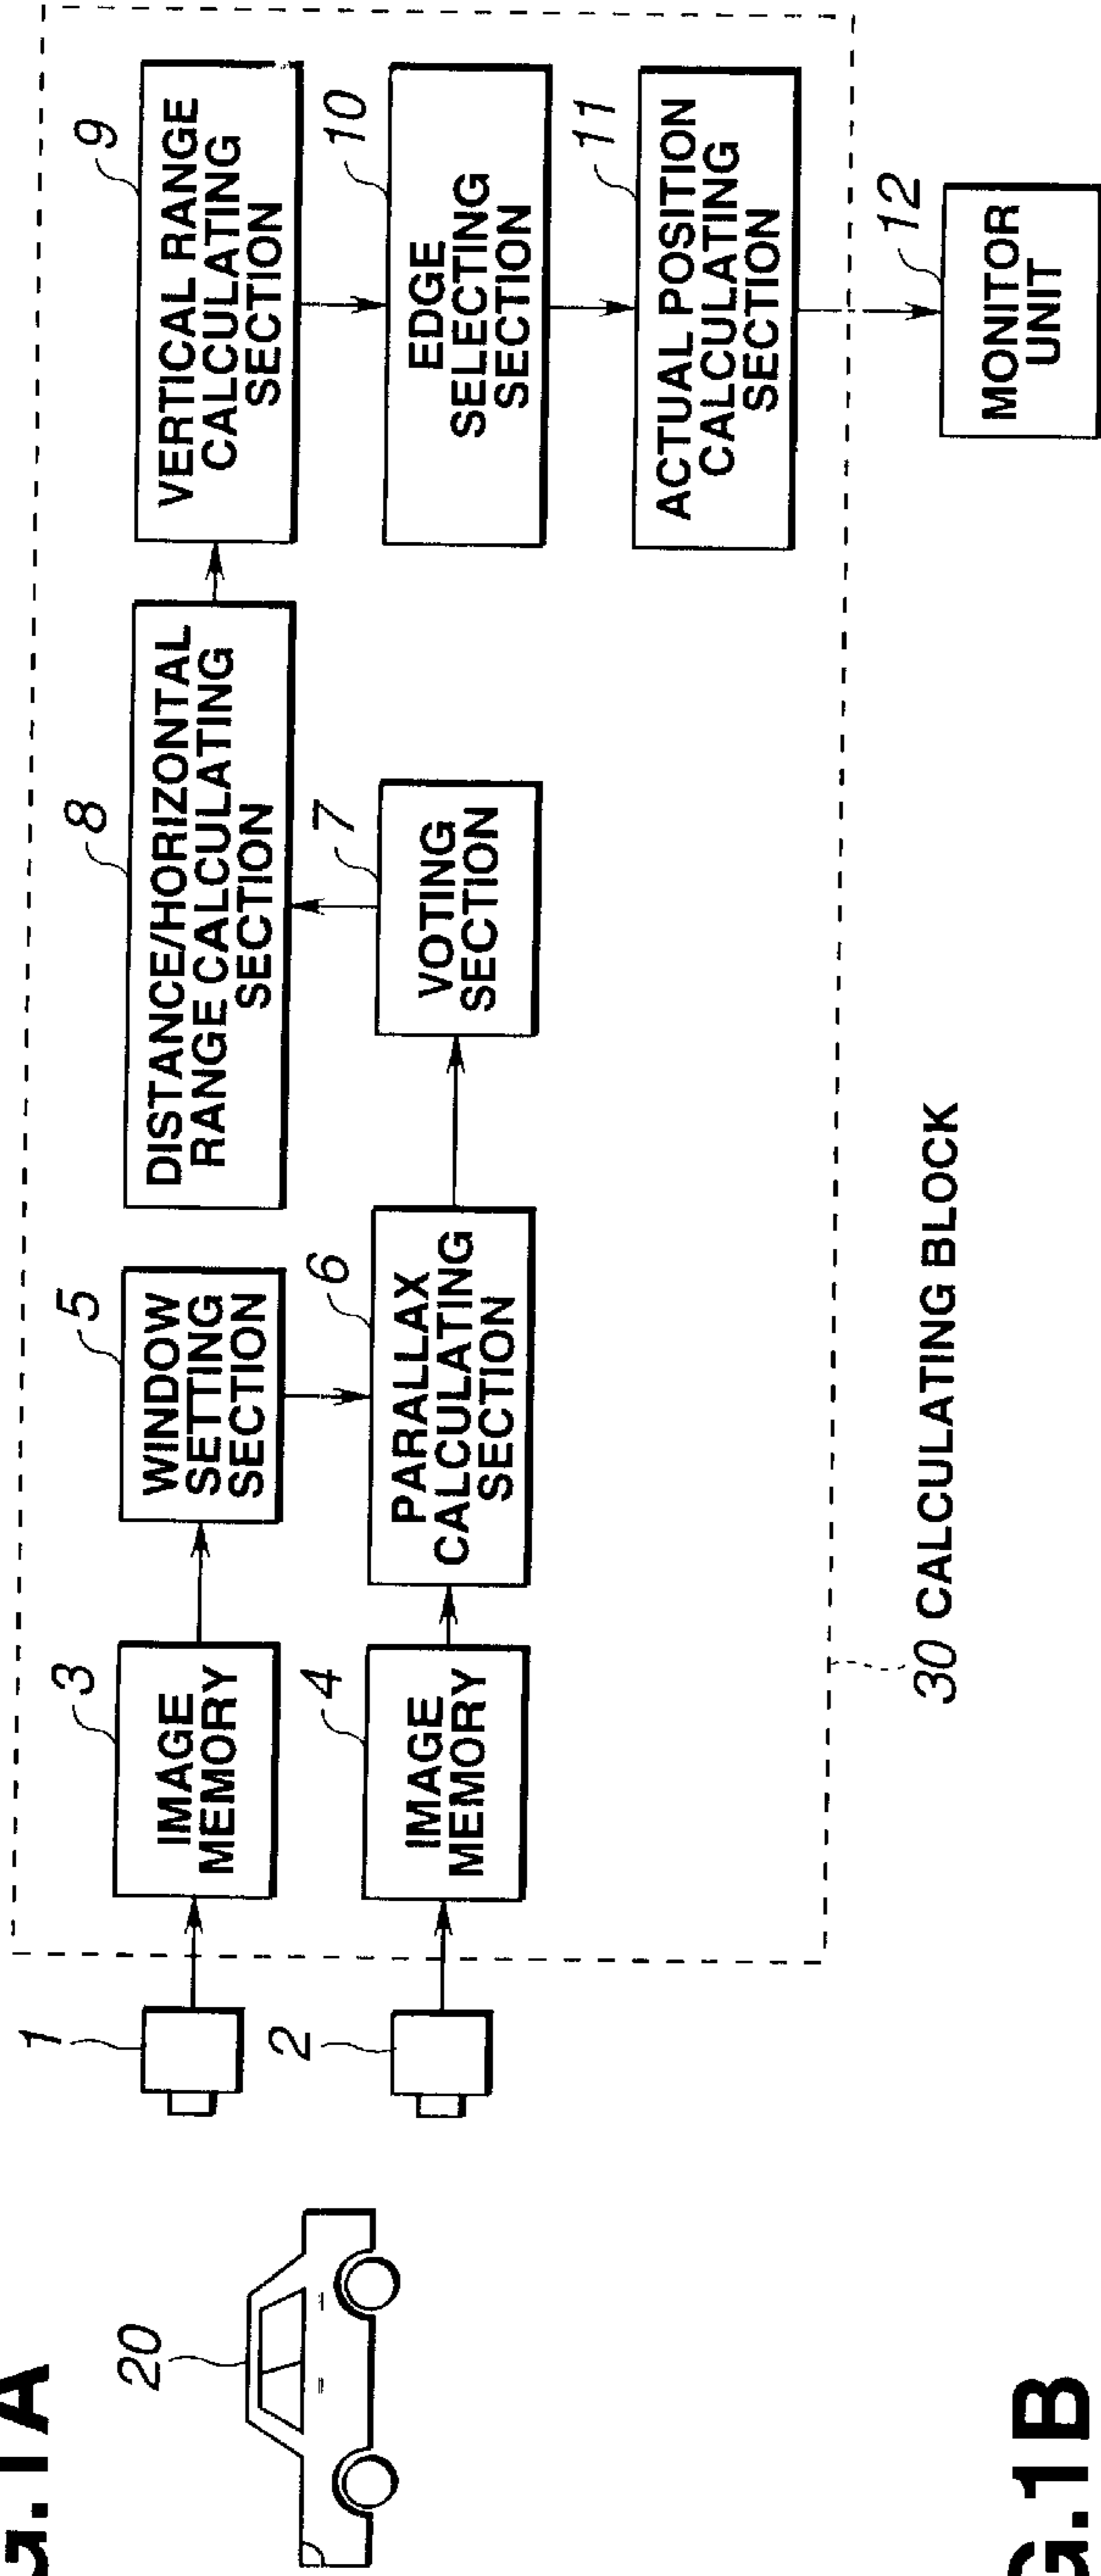 G.1A
20
1
2
3
IMAGE
MEMORY
4
IMAGE
MEMORY
5
WINDOW
SETTING
SECTION
6
PARALLAX
CALCULATING
SECTION
7
VOTING
SECTION
8
DISTANCE/HORIZONTAL
RANGE CALCULATING
SECTION
9
VERTICAL RANGE
CALCULATING
SECTION
10
EDGE
SELECTING
SECTION
11
ACTUAL POSITION
CALCULATING
SECTION
12
MONITOR
UNIT
30 CALCULATING BLOCK
G.1B